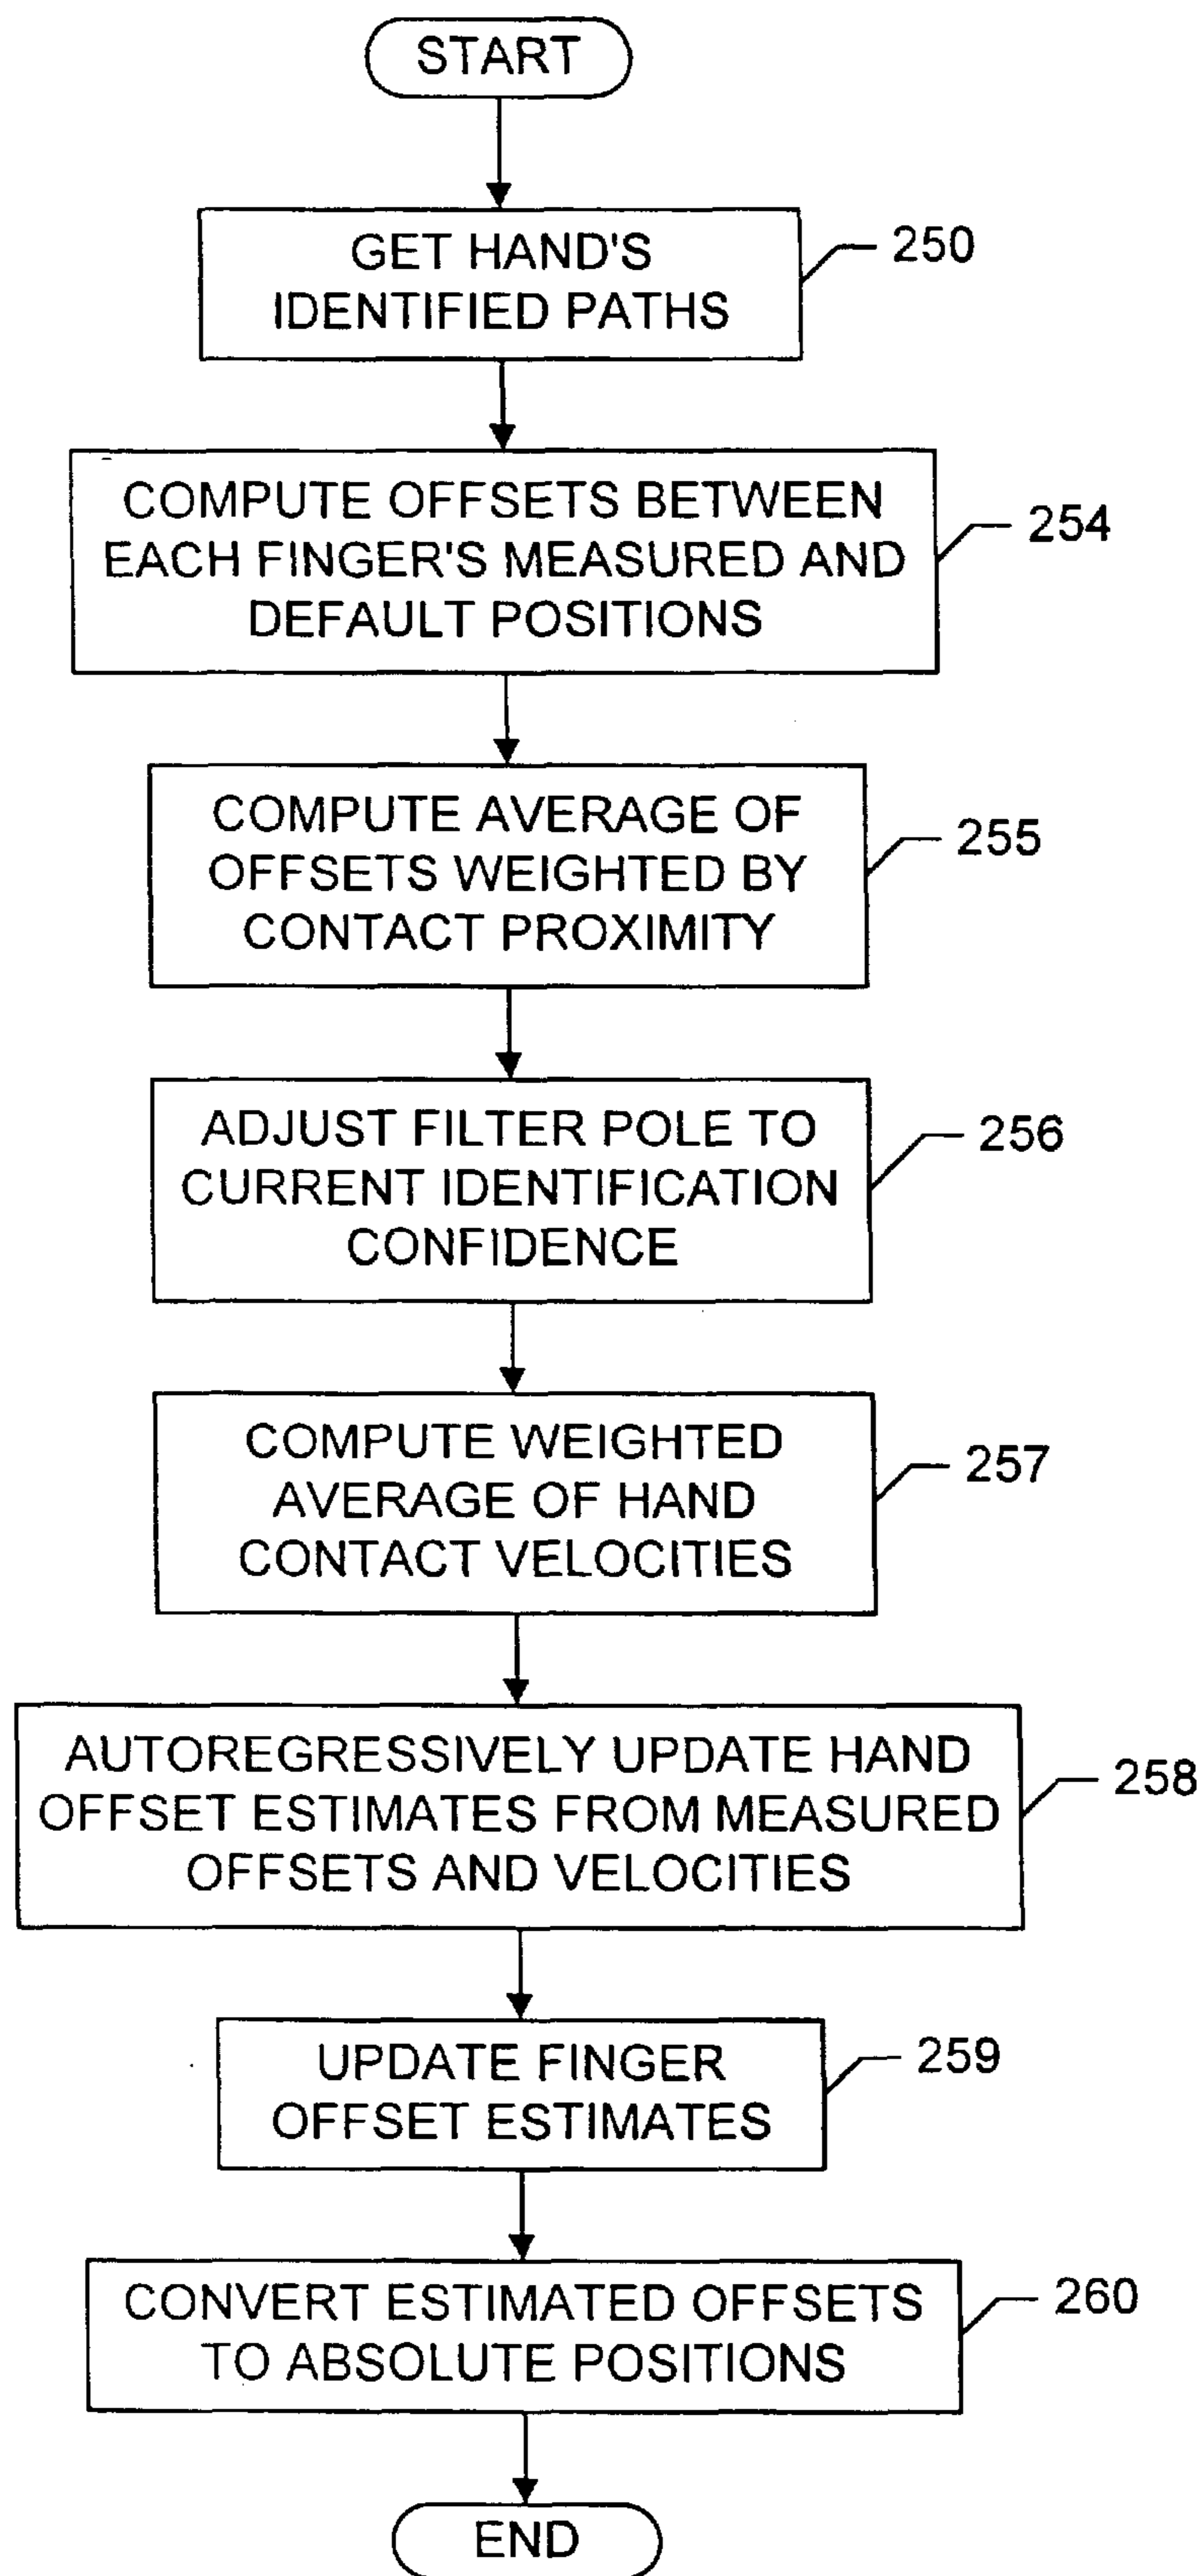 START
GET HAND'S
IDENTIFIED PATHS
250
COMPUTE OFFSETS BETWEEN
EACH FINGER'S MEASURED AND
DEFAULT POSITIONS
254
COMPUTE AVERAGE OF
OFFSETS WEIGHTED BY
CONTACT PROXIMITY
255
ADJUST FILTER POLE TO
CURRENT IDENTIFICATION
CONFIDENCE
256
COMPUTE WEIGHTED
AVERAGE OF HAND
CONTACT VELOCITIES
257
AUTOREGRESSIVELY UPDATE HAND
OFFSET ESTIMATES FROM MEASURED
OFFSETS AND VELOCITIES
258
UPDATE FINGER
OFFSET ESTIMATES
259
CONVERT ESTIMATED OFFSETS
TO ABSOLUTE POSITIONS
260
END